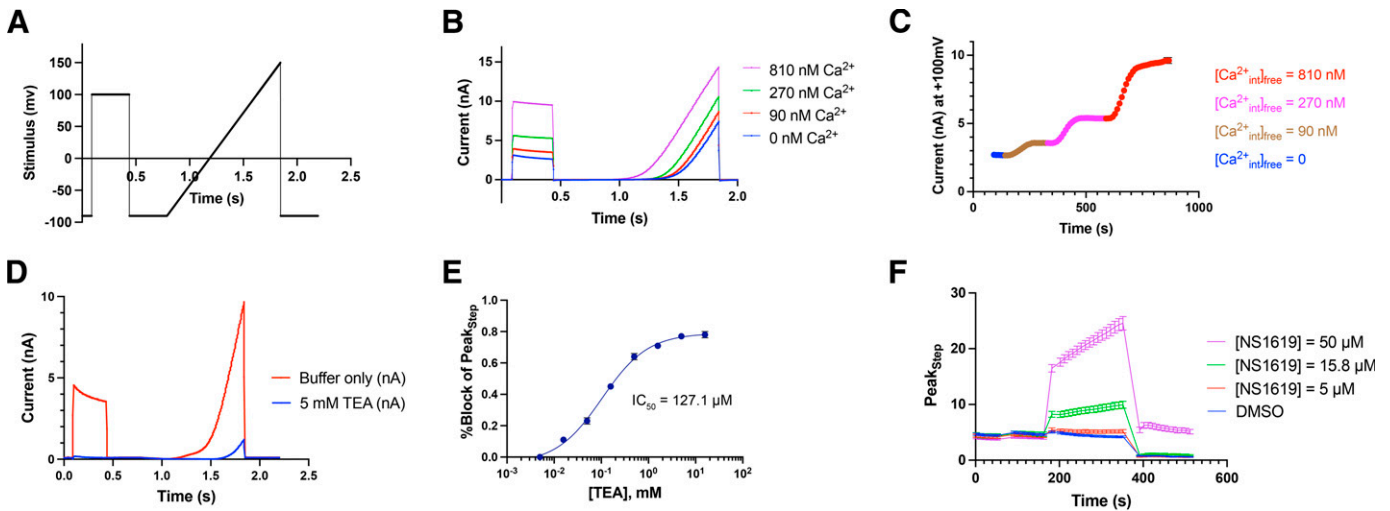 A
Stimulus (mv)
150
100
50
0
-50
-100
0.5
1.0
1.5
2.0
2.5
Time (s)
B
Current (nA)
15
10
5
0
0.5
1.0
1.5
2.0
Time (s)
810 nM Ca²⁺
270 nM Ca²⁺
90 nM Ca²⁺
0 nM Ca²⁺
C
Current (nA) at +100mV
10
5
0
0
500
1000
Time (s)
[Ca²⁺int]free = 810 nM
[Ca²⁺int]free = 270 nM
[Ca²⁺int]free = 90 nM
[Ca²⁺int]free = 0
D
Current (nA)
10
5
0
0.0
0.5
1.0
1.5
2.0
2.5
Time (s)
Buffer only (nA)
5 mM TEA (nA)
E
%Block of PeakStep
1.0
0.8
0.6
0.4
0.2
0.0
10⁻³
10⁻²
10⁻¹
10⁰
10¹
10²
[TEA], mM
IC₅₀ = 127.1 µM
F
PeakStep
30
20
10
0
0
200
400
600
Time (s)
[NS1619] = 50 µM
[NS1619] = 15.8 µM
[NS1619] = 5 µM
DMSO